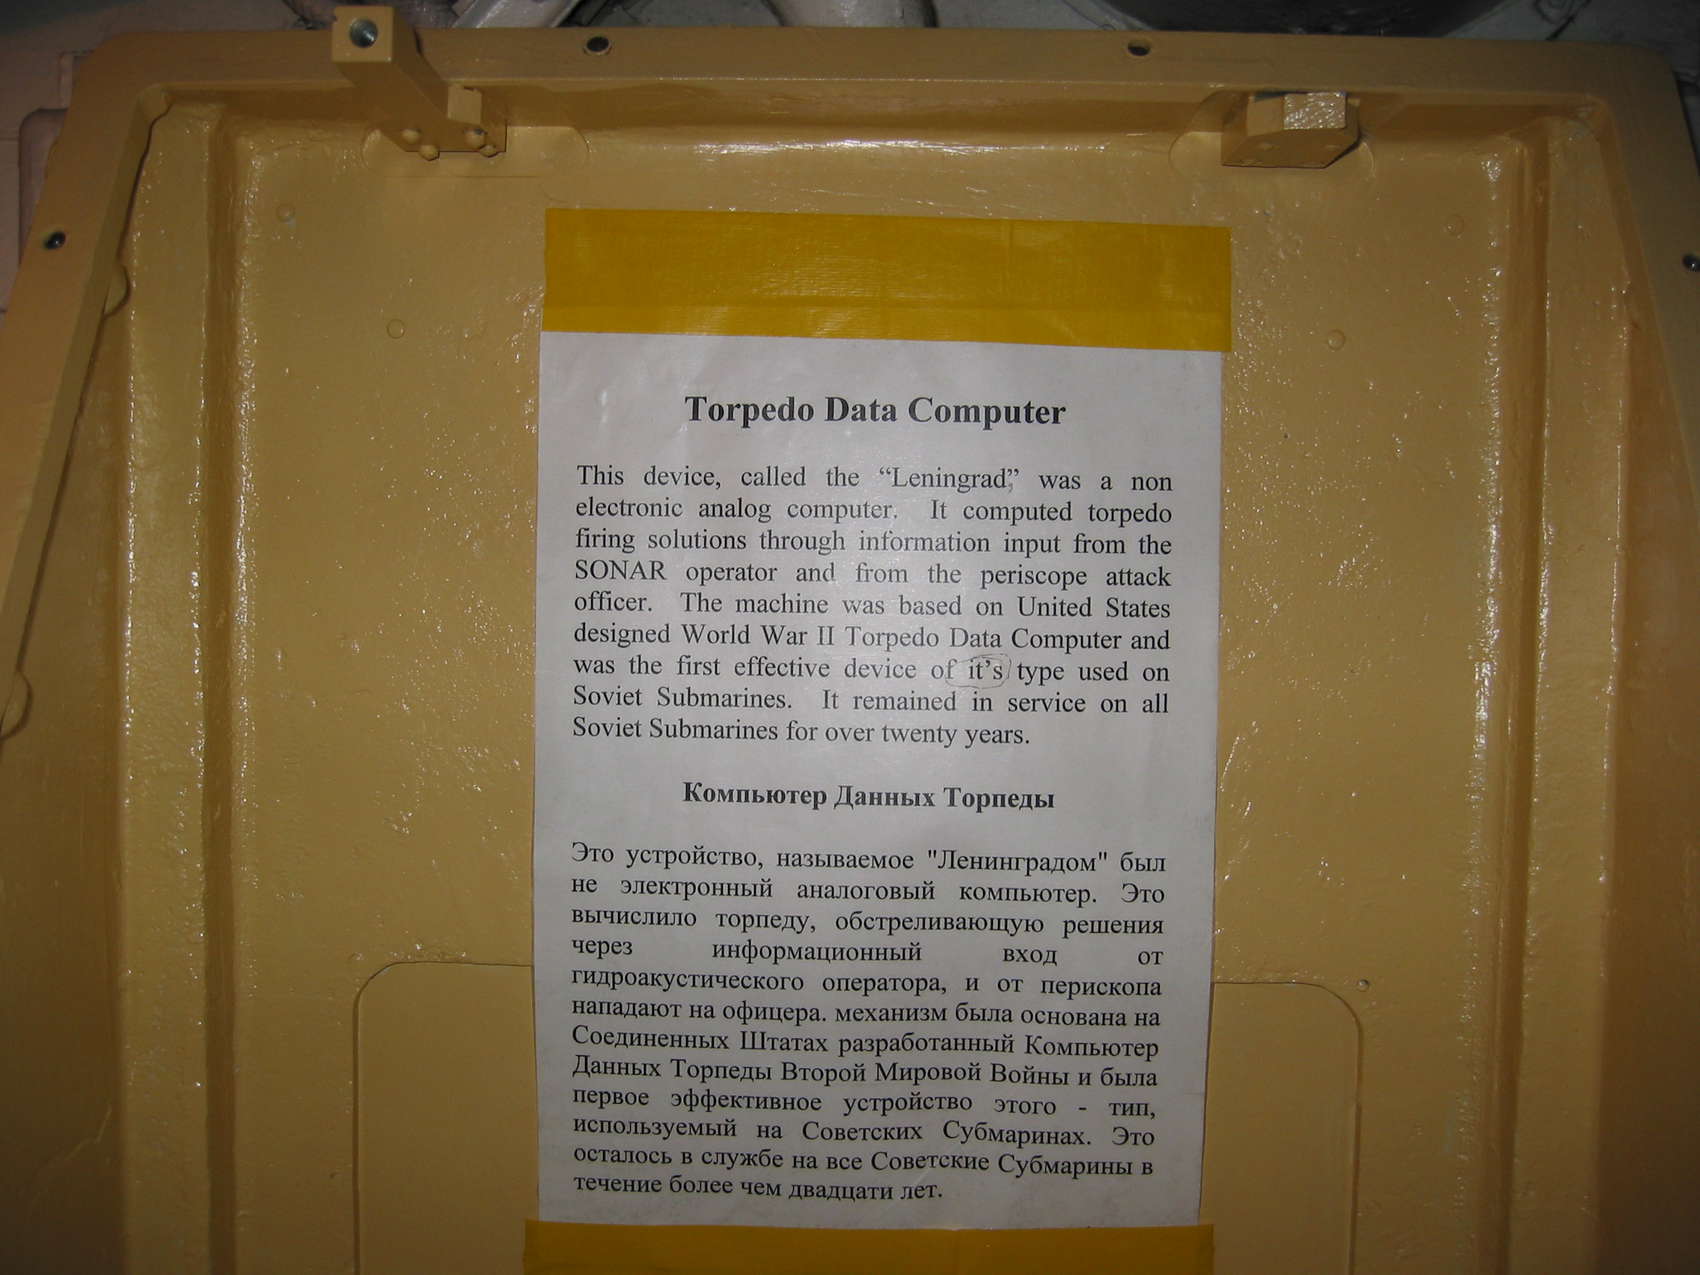 Torpedo Data Computer
This device, called the “Leningrad,” was a non
electronic analog computer. It computed torpedo
firing solutions through information input from the
SONAR operator and from the periscope attack
officer. The machine was based on United States
designed World War II Torpedo Data Computer and
was the first effective device of it’s type used on
Soviet Submarines. It remained in service on all
Soviet Submarines for over twenty years.
Компьютер Данных Торпеды
Это устройство, называемое "Ленинградом" был
не электронный аналоговый компьютер. Это
вычислило торпеду, обстреливающую решения
через информационный вход от
гидроакустического оператора, и от перископа
нападают на офицера. механизм была основана на
Соединенных Штатах разработанный Компьютер
Данных Торпеды Второй Мировой Войны и была
первое эффективное устройство этого - тип,
используемый на Советских Субмаринах. Это
осталось в службе на все Советские Субмарины в
течение более чем двадцати лет.